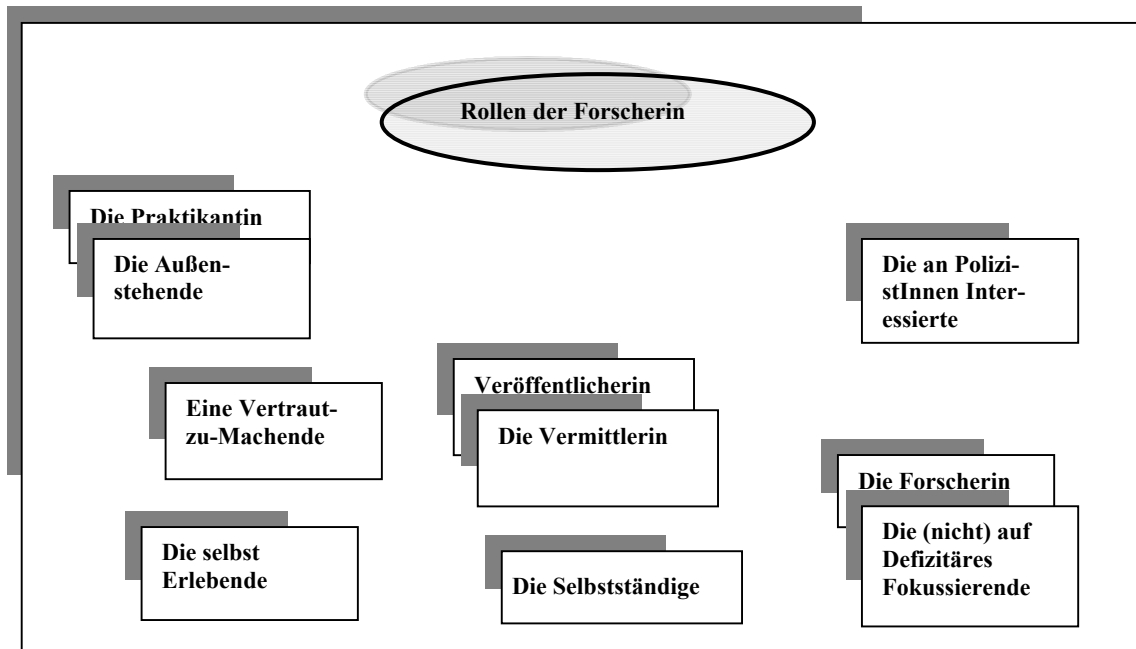 Rollen der Forscherin
Die Praktikantin
Die Außen-
stehende
Die an Polizi-
stInnen Inter-
essierte
Eine Vertraut-
zu-Machende
Veröffentlicherin
Die Vermittlerin
Die Forscherin
Die (nicht) auf
Defizitäres
Fokussierende
Die selbst
Erlebende
Die Selbstständige